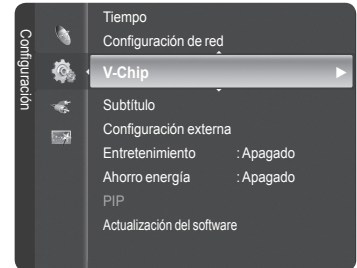 Configuración
Tiempo
Configuración de red
V-Chip
Subtítulo
Configuración externa
Entretenimiento : Apagado
Ahorro energía : Apagado
PIP
Actualización del software